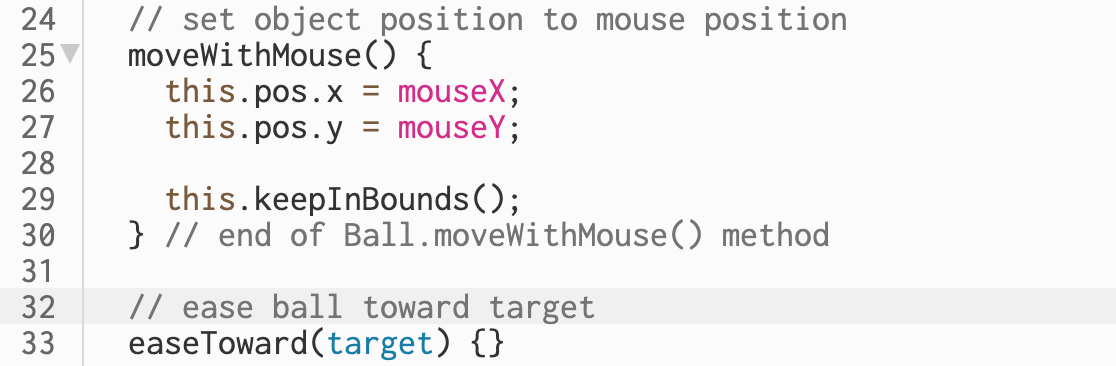 24 // set object position to mouse position
25 moveWithMouse() {
26 this.pos.x = mouseX;
27 this.pos.y = mouseY;
28
29 this.keepInBounds();
30 } // end of Ball.moveWithMouse() method
31
32 // ease ball toward target
33 easeToward(target) {}